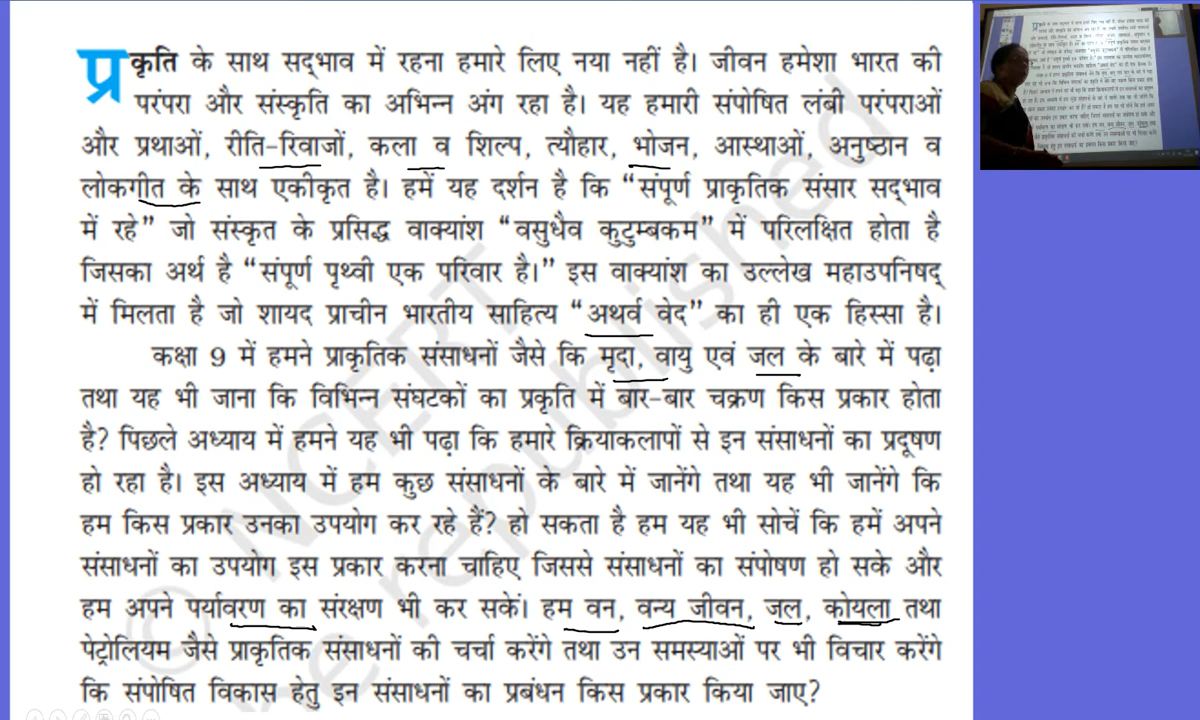 प्रकृति के साथ सद्‌भाव में रहना हमारे लिए नया नहीं है। जीवन हमेशा भारत की
परंपरा और संस्कृति का अभिन्न अंग रहा है। यह हमारी संपोषित लंबी परपराओं
और प्रथाओं, रीति-रिवाजों, कला व शिल्प, त्यौहार, भोजन, आस्थाओं, अनुष्ठान व
लोकगीत के साथ एकीकृत है। हमें यह दर्शन है कि “संपूर्ण प्राकृतिक संसार सद्‌भाव
में रहे” जो संस्कृत के प्रसिद्ध वाक्यांश “वसुधैव कुटुम्बकम” में परिलक्षित होता है
जिसका अर्थ है “संपूर्ण पृथ्वी एक परिवार है।” इस वाक्यांश का उल्लेख महाउपनिषद्
में मिलता है जो शायद प्राचीन भारतीय साहित्य “अथर्व वेद” का ही एक हिस्सा है।
कक्षा 9 में हमने प्राकृतिक संसाधनों जैसे कि मृदा, वायु एवं जल के बारे में पढ़ा
तथा यह भी जाना कि विभिन्न संघटकों का प्रकृति में बार-बार चक्रण किस प्रकार होता
है? पिछले अध्याय में हमने यह भी पढ़ा कि हमारे क्रियाकलापों से इन संसाधनों का प्रदूषण
हो रहा है। इस अध्याय में हम कुछ संसाधनों के बारे में जानेंगे तथा यह भी जानेंगे कि
हम किस प्रकार उनका उपयोग कर रहे हैं? हो सकता है हम यह भी सोचें कि हमें अपने
संसाधनों का उपयोग इस प्रकार करना चाहिए जिससे संसाधनों का संपोषण हो सके और
हम अपने पर्यावरण का संरक्षण भी कर सकें। हम वन, वन्य जीवन, जल, कोयला तथा
पेट्रोलियम जैसे प्राकृतिक संसाधनों की चर्चा करेंगे तथा उन समस्याओं पर भी विचार करेंगे
कि संपोषित विकास हेतु इन संसाधनों का प्रबंधन किस प्रकार किया जाए?
© NCERT
be republished